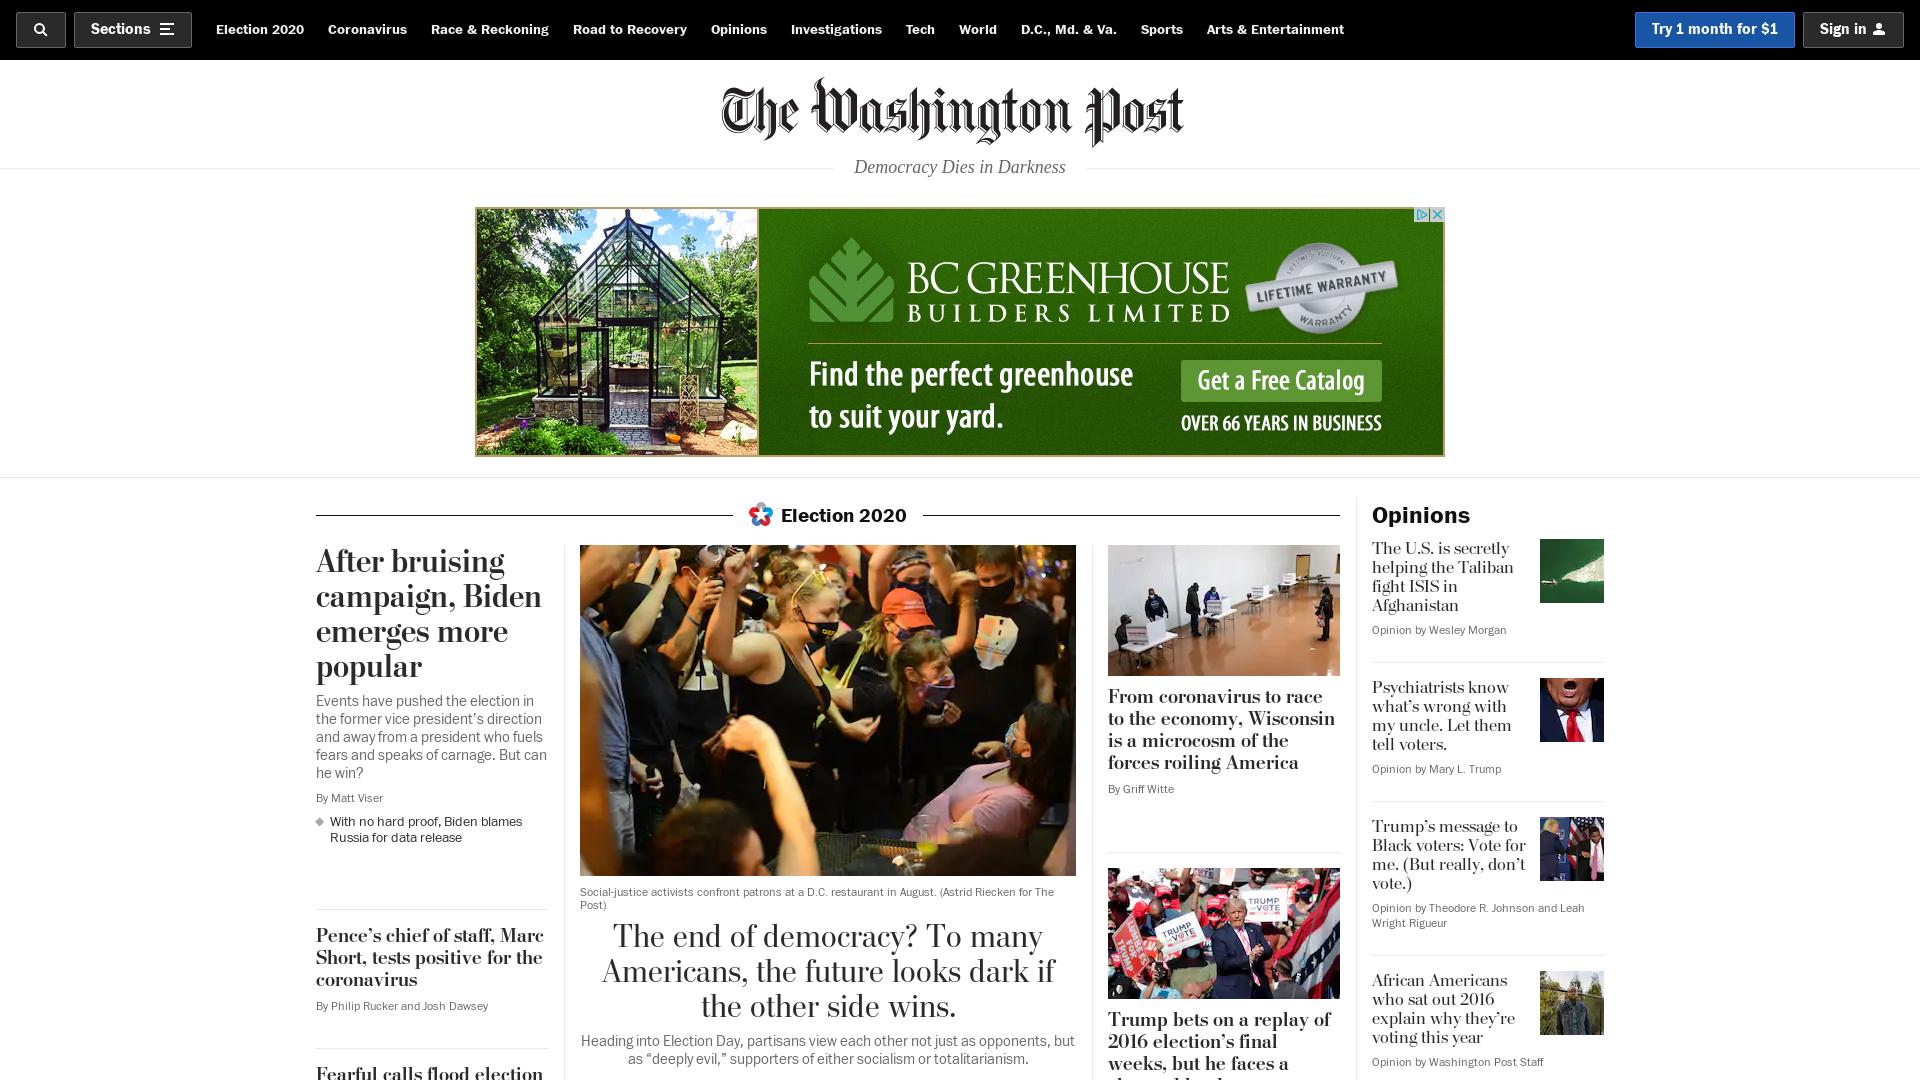 Sections
Election 2020
Coronavirus
Race & Reckoning
Road to Recovery
Opinions
Investigations
Tech
World
D.C., Md. & Va.
Sports
Arts & Entertainment
Try 1 month for $1
Sign in
The Washington Post
Democracy Dies in Darkness
BC GREENHOUSE
BUILDERS LIMITED
LIFETIME WARRANTY
WARRANTY
Find the perfect greenhouse
to suit your yard.
Get a Free Catalog
OVER 66 YEARS IN BUSINESS
Election 2020
After bruising
campaign, Biden
emerges more
popular
Events have pushed the election in
the former vice president’s direction
and away from a president who fuels
fears and speaks of carnage. But can
he win?
By Matt Viser
With no hard proof, Biden blames
Russia for data release
Pence’s chief of staff, Marc
Short, tests positive for the
coronavirus
By Philip Rucker and Josh Dawsey
Fearful calls flood election
Social-justice activists confront patrons at a D.C. restaurant in August. (Astrid Riecken for The
Post)
The end of democracy? To many
Americans, the future looks dark if
the other side wins.
Heading into Election Day, partisans view each other not just as opponents, but
as “deeply evil,” supporters of either socialism or totalitarianism.
From coronavirus to race
to the economy, Wisconsin
is a microcosm of the
forces roiling America
By Griff Witte
TRUMP
VOTE
TRUMP
VOTE
Trump bets on a replay of
2016 election’s final
weeks, but he faces a
Opinions
The U.S. is secretly
helping the Taliban
fight ISIS in
Afghanistan
Opinion by Wesley Morgan
Psychiatrists know
what’s wrong with
my uncle. Let them
tell voters.
Opinion by Mary L. Trump
Trump’s message to
Black voters: Vote for
me. (But really, don’t
vote.)
Opinion by Theodore R. Johnson and Leah
Wright Rigueur
African Americans
who sat out 2016
explain why they’re
voting this year
Opinion by Washington Post Staff